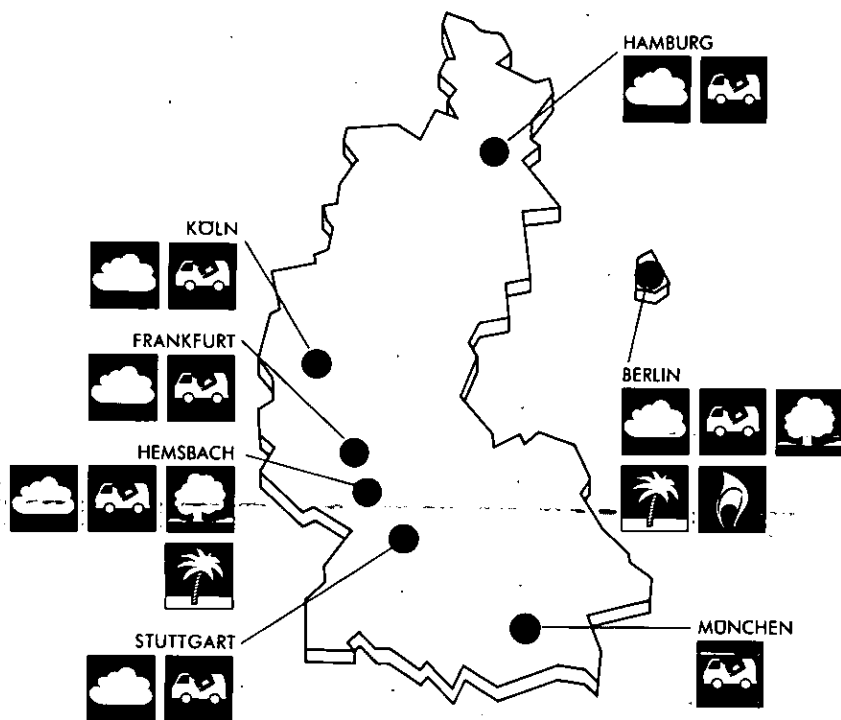 HAMBURG
KÖLN
FRANKFURT
BERLIN
HEMSBACH
STUTTGART
MÜNCHEN